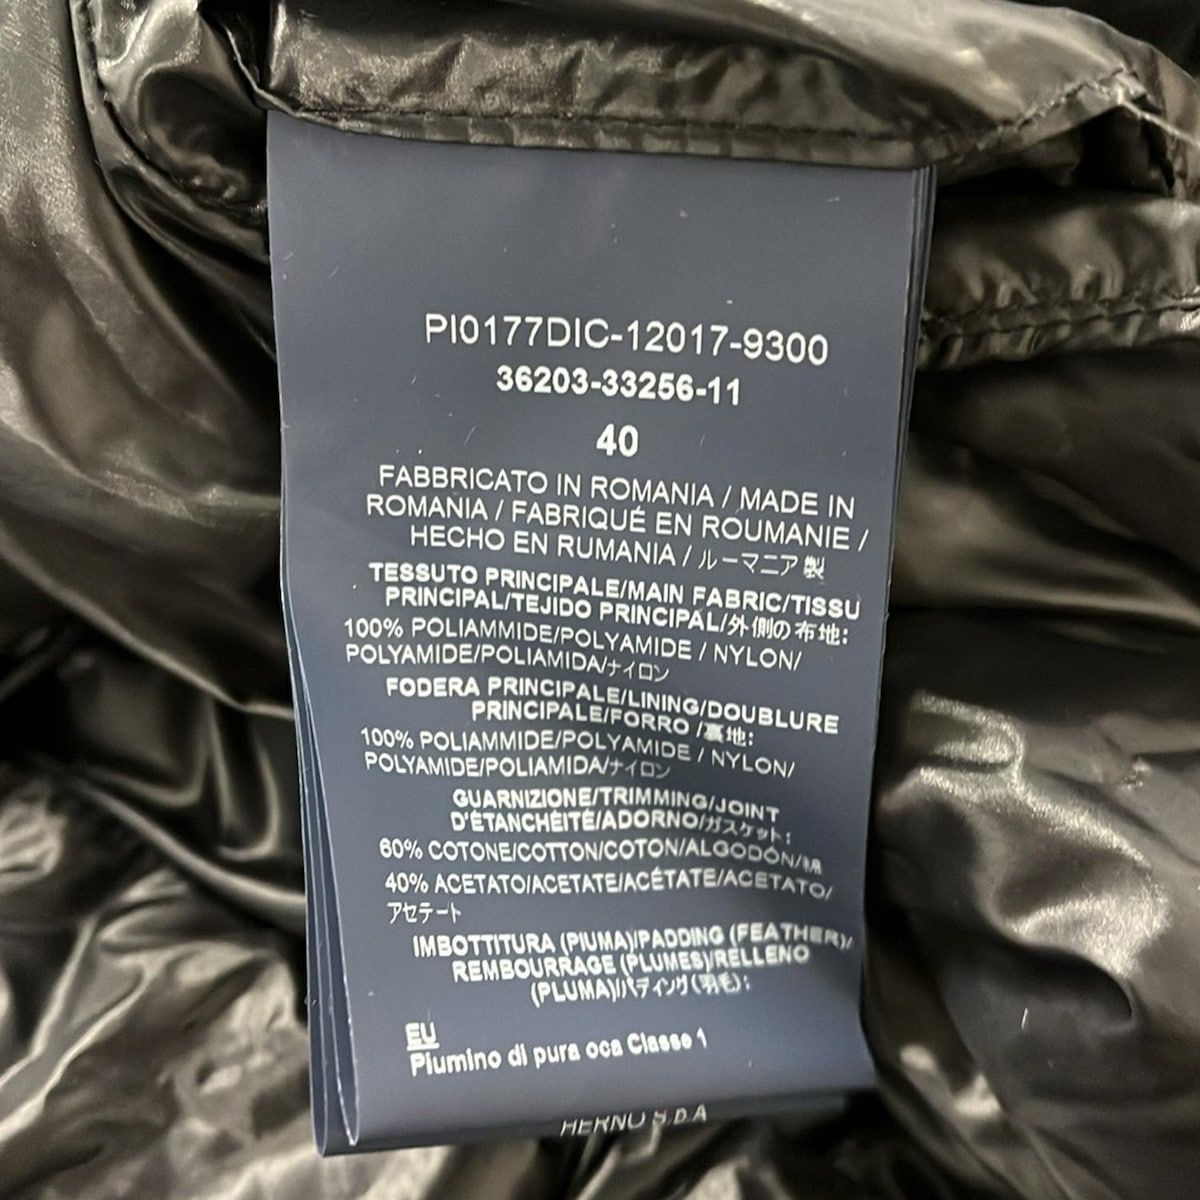 PI0177DIC-12017-9300
36203-33256-11
40
FABBRICATO IN ROMANIA / MADE IN
ROMANIA / FABRIQUÉ EN ROUMANIE /
HECHO EN RUMANIA / ルーマニア製
TESSUTO PRINCIPALE/MAIN FABRIC/TISSU
PRINCIPAL/TEJIDO PRINCIPAL/外側の布地:
100% POLIAMMIDE/POLYAMIDE / NYLON/
POLYAMIDE/POLIAMIDA/ナイロン
FODERA PRINCIPALE/LINING/DOUBLURE
PRINCIPALE/FORRO /裏地:
100% POLIAMMIDE/POLYAMIDE / NYLON/
POLYAMIDE/POLIAMIDA/ナイロン
GUARNIZIONE/TRIMMING/JOINT
D'ÉTANCHÉITÉ/ADORNO/ガスケット:
60% COTONE/COTTON/COTON/ALGODÓN/綿
40% ACETATO/ACETATE/ACÉTATE/ACETATO/
アセテート
IMBOTTITURA (PIUMA)/PADDING (FEATHER)/
REMBOURRAGE (PLUMES)/RELLENO
(PLUMA)/パディング(羽毛):
EU
Piumino di pura oca Classe 1
HERNO S.p.A